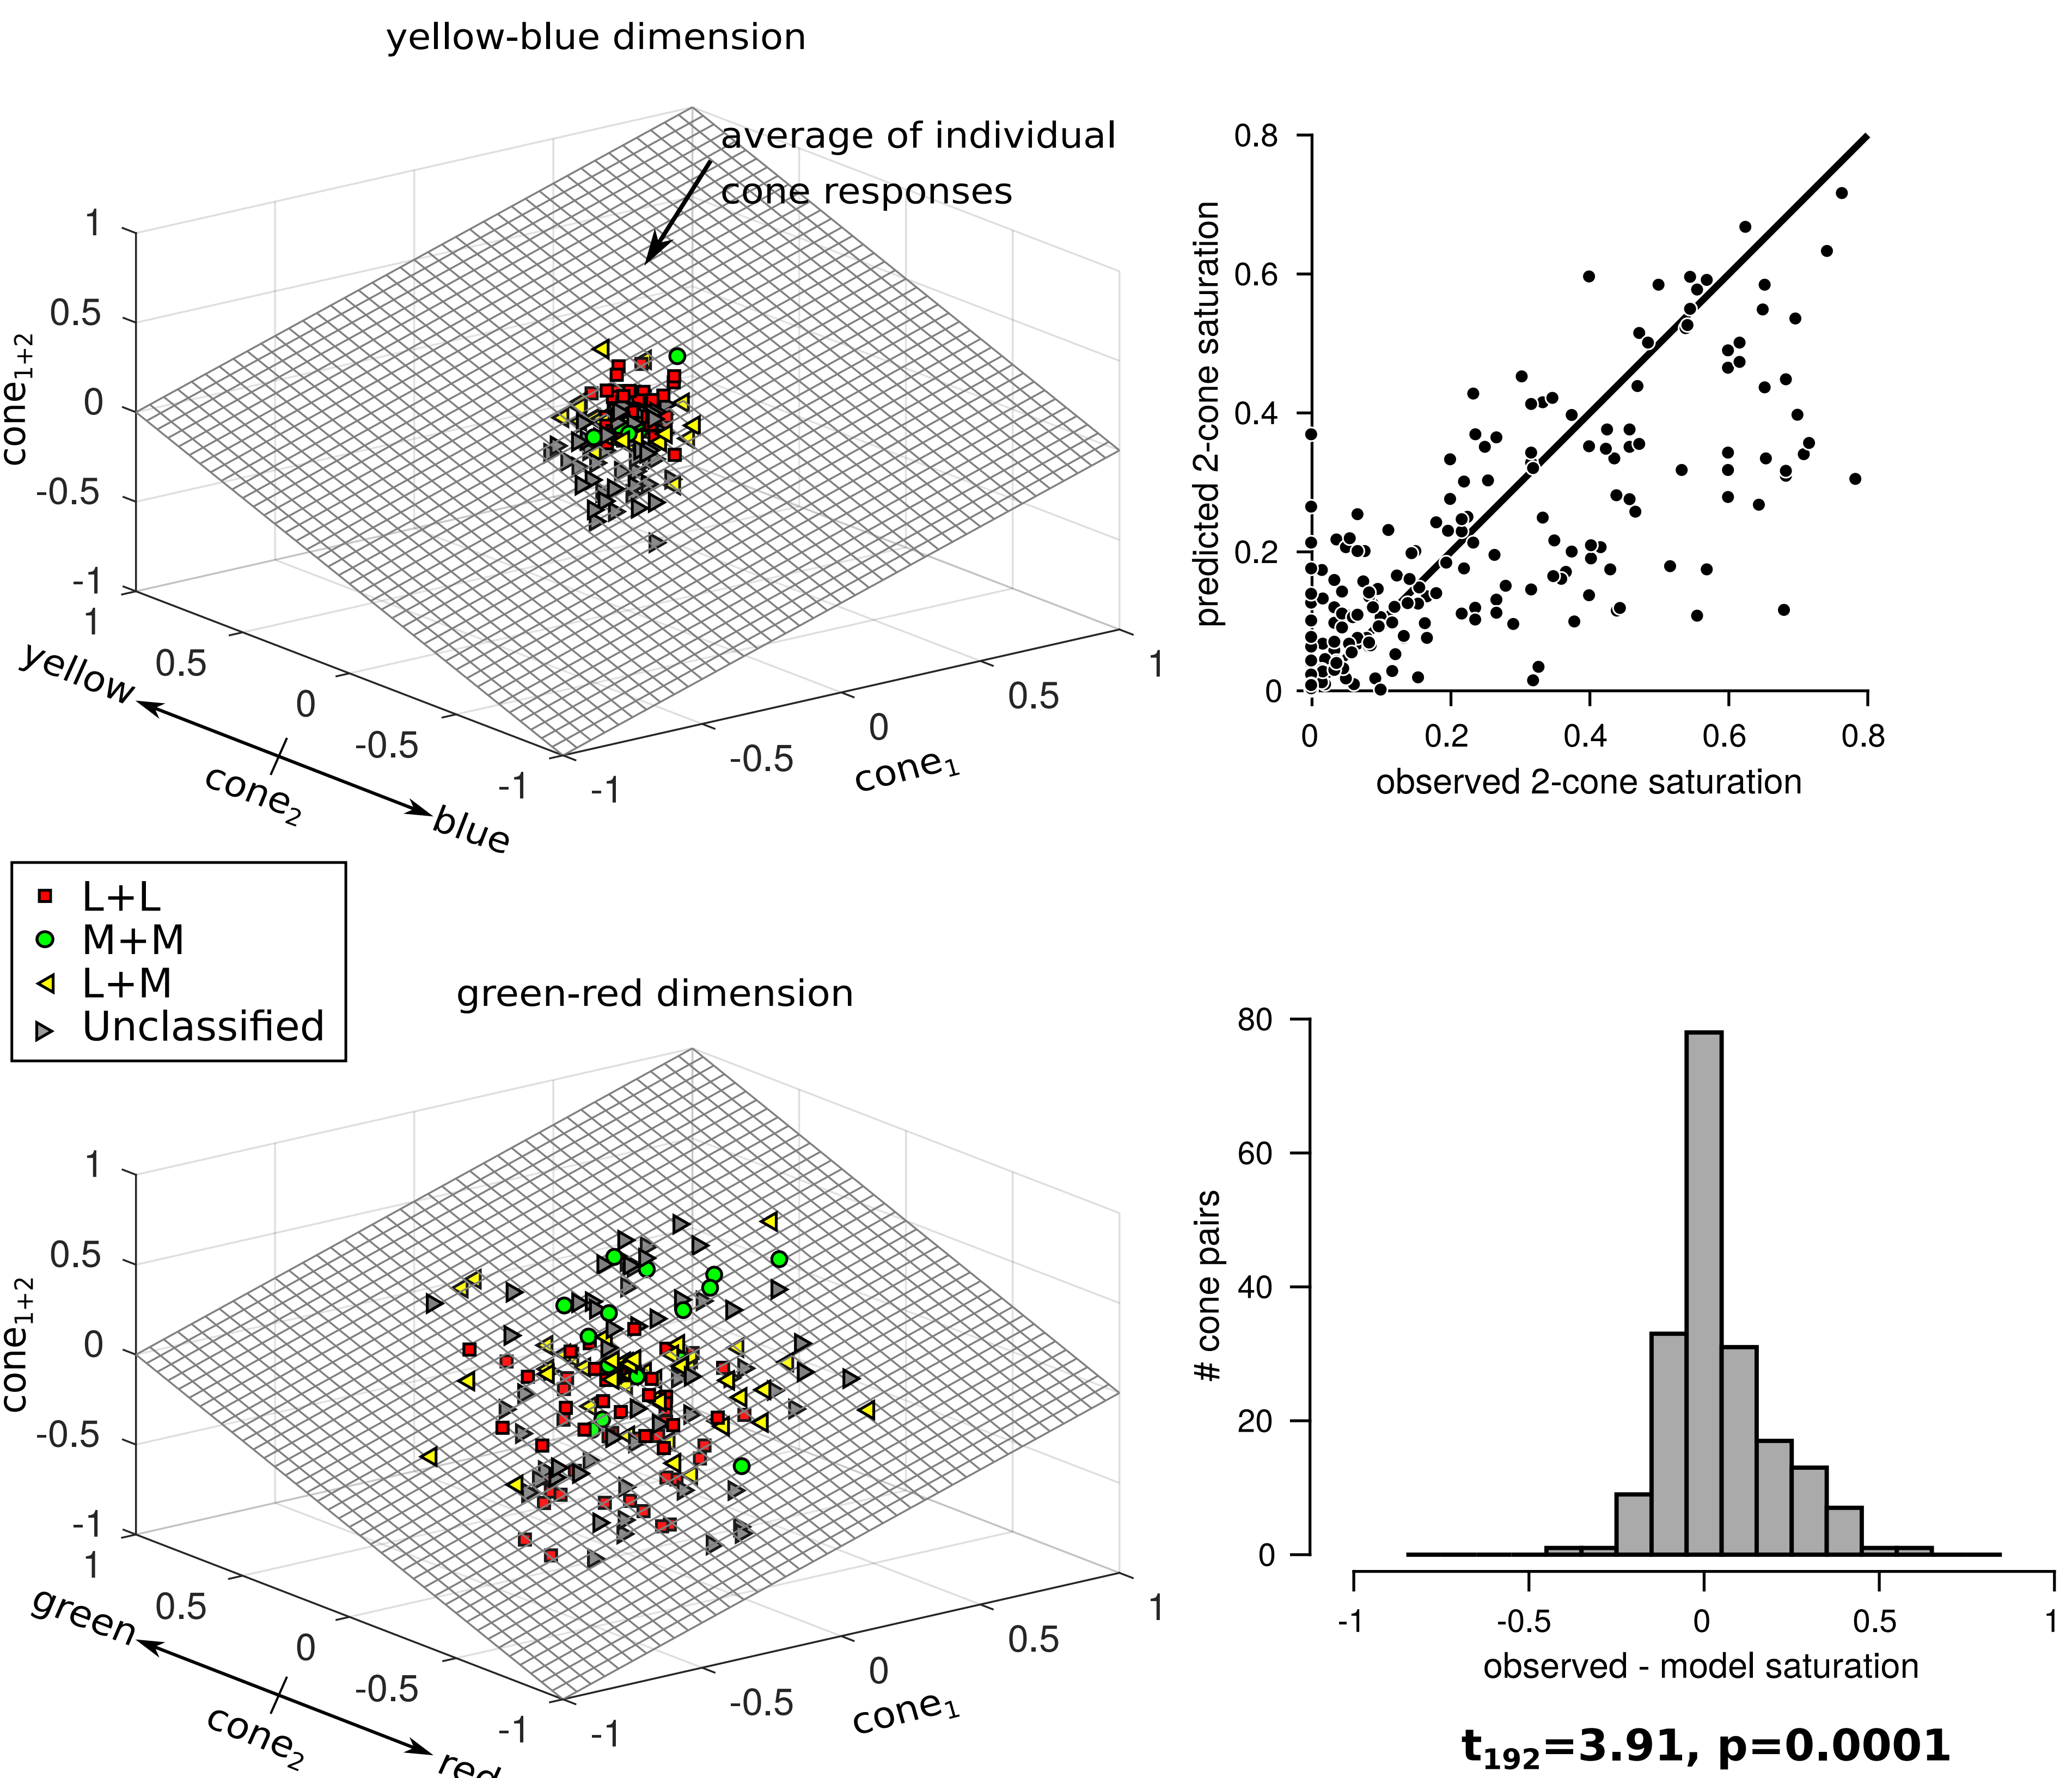 yellow-blue dimension
average of individual
cone responses
1
0.5
0
-0.5
-1
cone1+2
1
0.5
0
-0.5
-1
yellow
cone2
blue
-1
-0.5
0
0.5
1
cone1
0.8
0.6
0.4
0.2
0
predicted 2-cone saturation
0
0.2
0.4
0.6
0.8
observed 2-cone saturation
L+L
M+M
L+M
Unclassified
green-red dimension
1
0.5
0
-0.5
-1
cone1+2
1
0.5
0
-0.5
-1
green
cone2
red
-1
-0.5
0
0.5
1
cone1
80
60
40
20
0
# cone pairs
-1
-0.5
0
0.5
1
observed - model saturation
t192=3.91, p=0.0001